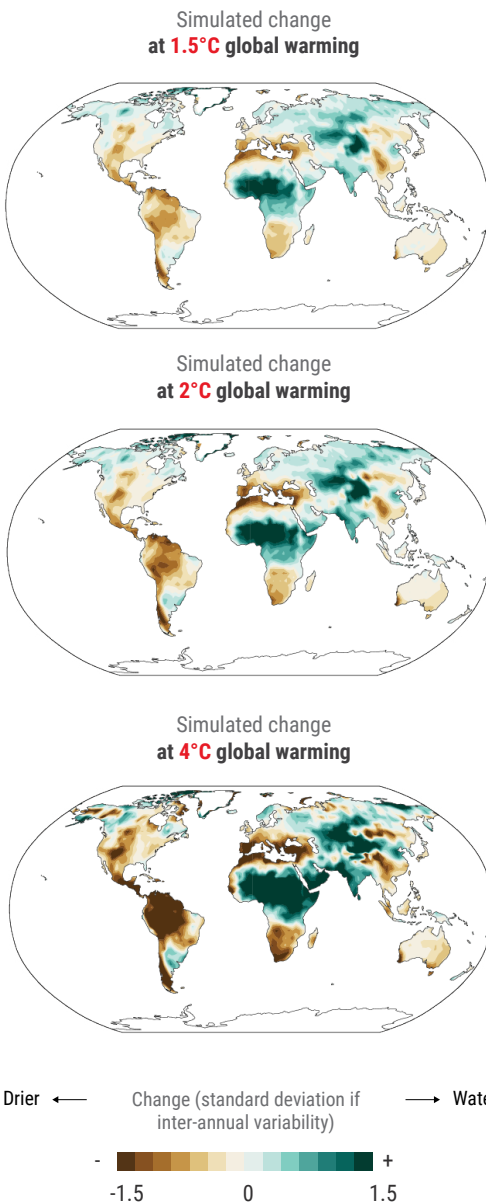 Simulated change
at 1.5°C global warming
Simulated change
at 2°C global warming
Simulated change
at 4°C global warming
Drier ← Change (standard deviation if → Wate
inter-annual variability)
- +
-1.5 0 1.5